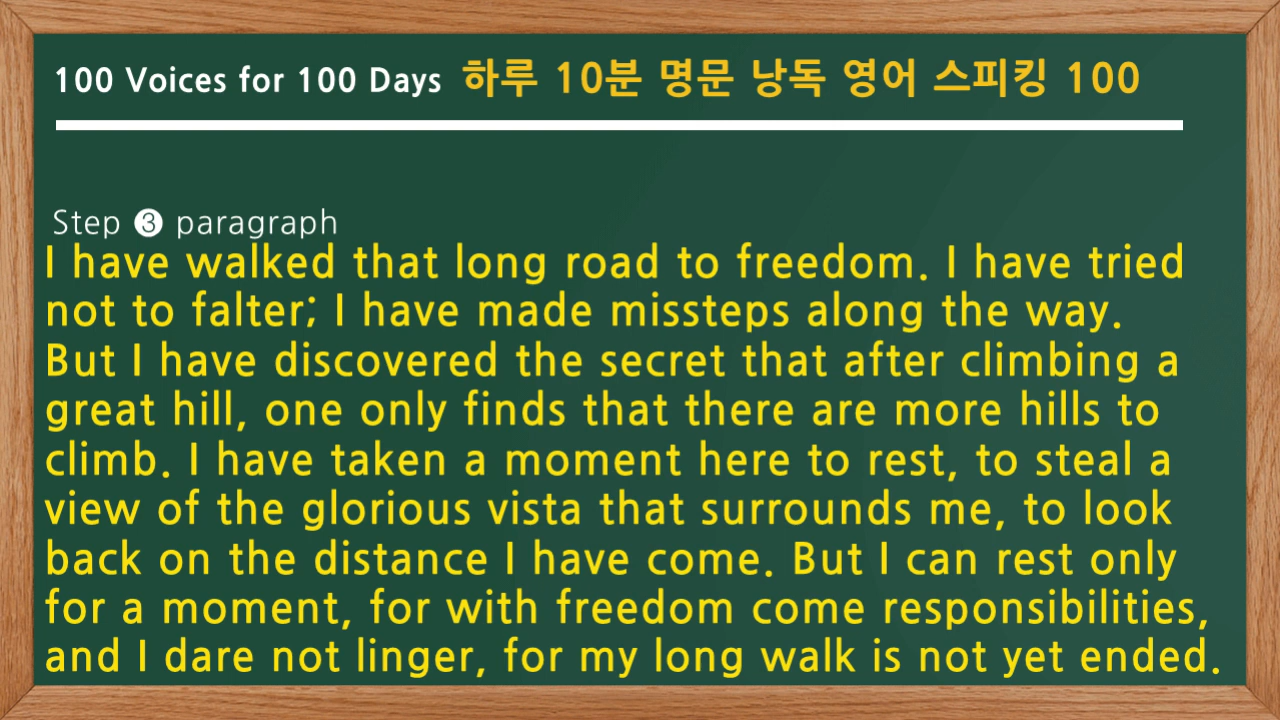 100 Voices for 100 Days 하루 10분 명문 낭독 영어 스피킹 100
Step ❸ paragraph
I have walked that long road to freedom. I have tried
not to falter; I have made missteps along the way.
But I have discovered the secret that after climbing a
great hill, one only finds that there are more hills to
climb. I have taken a moment here to rest, to steal a
view of the glorious vista that surrounds me, to look
back on the distance I have come. But I can rest only
for a moment, for with freedom come responsibilities,
and I dare not linger, for my long walk is not yet ended.